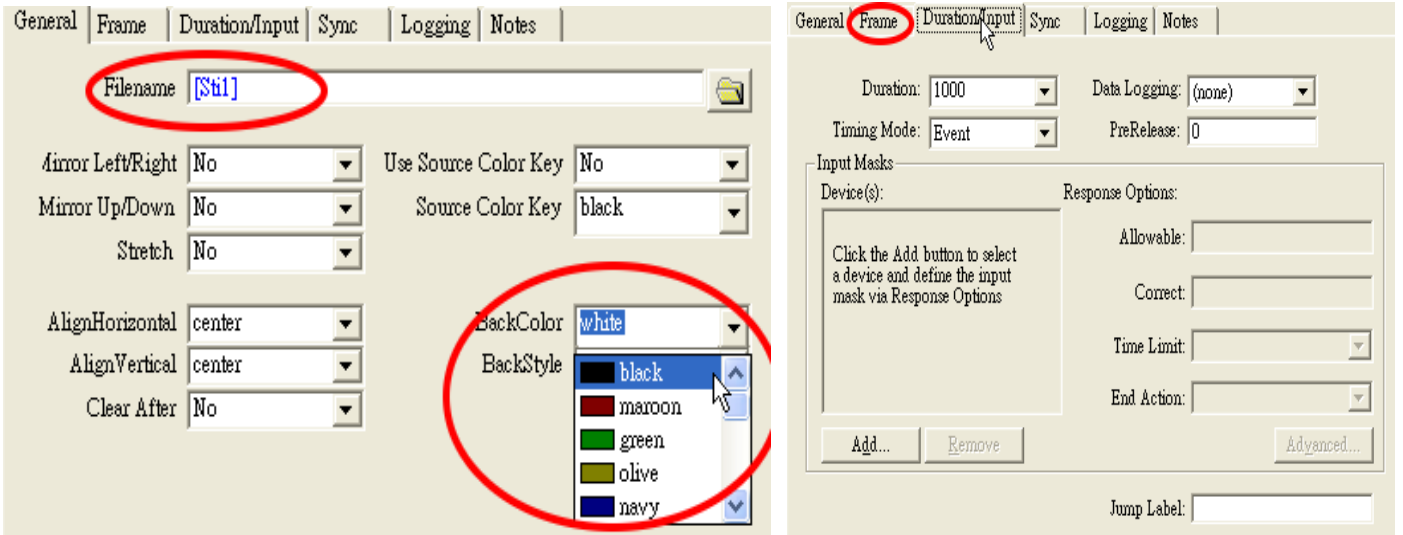 General Frame Duration/Input Sync Logging Notes
Filename [Sti1]
Mirror Left/Right No Use Source Color Key No
Mirror Up/Down No Source Color Key black
Stretch No
AlignHorizontal center BackColor white
AlignVertical center BackStyle
black
Clear After No
maroon
green
olive
navy
General Frame Duration/Input Sync Logging Notes
Duration: 1000 Data Logging: (none)
Timing Mode: Event PreRelease: 0
Input Masks
Device(s): Response Options:
Click the Add button to select
a device and define the input
mask via Response Options
Allowable:
Correct:
Time Limit:
End Action:
Add... Remove Advanced...
Jump Label: